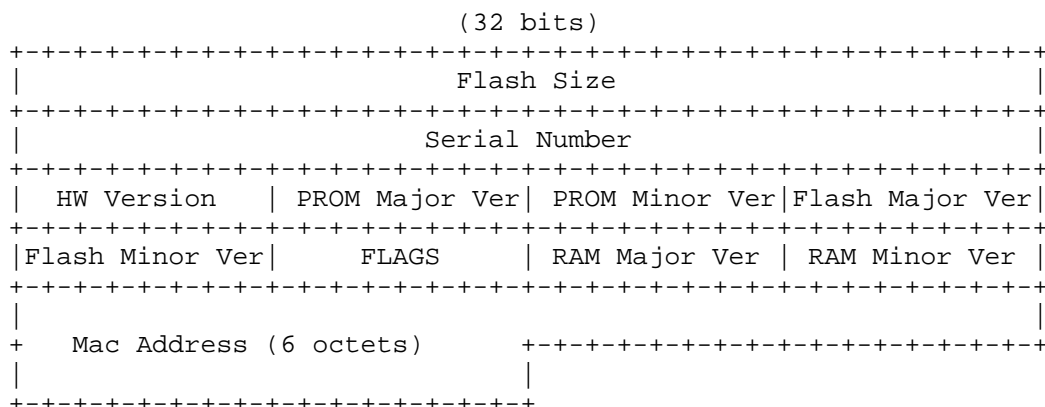 (32 bits)
+-+-+-+-+-+-+-+-+-+-+-+-+-+-+-+-+-+-+-+-+-+-+-+-+-+-+-+-+-+-+-+-+
| Flash Size |
+-+-+-+-+-+-+-+-+-+-+-+-+-+-+-+-+-+-+-+-+-+-+-+-+-+-+-+-+-+-+-+-+
| Serial Number |
+-+-+-+-+-+-+-+-+-+-+-+-+-+-+-+-+-+-+-+-+-+-+-+-+-+-+-+-+-+-+-+-+
| HW Version | PROM Major Ver| PROM Minor Ver|Flash Major Ver|
+-+-+-+-+-+-+-+-+-+-+-+-+-+-+-+-+-+-+-+-+-+-+-+-+-+-+-+-+-+-+-+-+
|Flash Minor Ver| FLAGS | RAM Major Ver | RAM Minor Ver |
+-+-+-+-+-+-+-+-+-+-+-+-+-+-+-+-+-+-+-+-+-+-+-+-+-+-+-+-+-+-+-+-+
| |
+ Mac Address (6 octets) +-+-+-+-+-+-+-+-+-+-+-+-+-+-+-+-+
| |
+-+-+-+-+-+-+-+-+-+-+-+-+-+-+-+-+